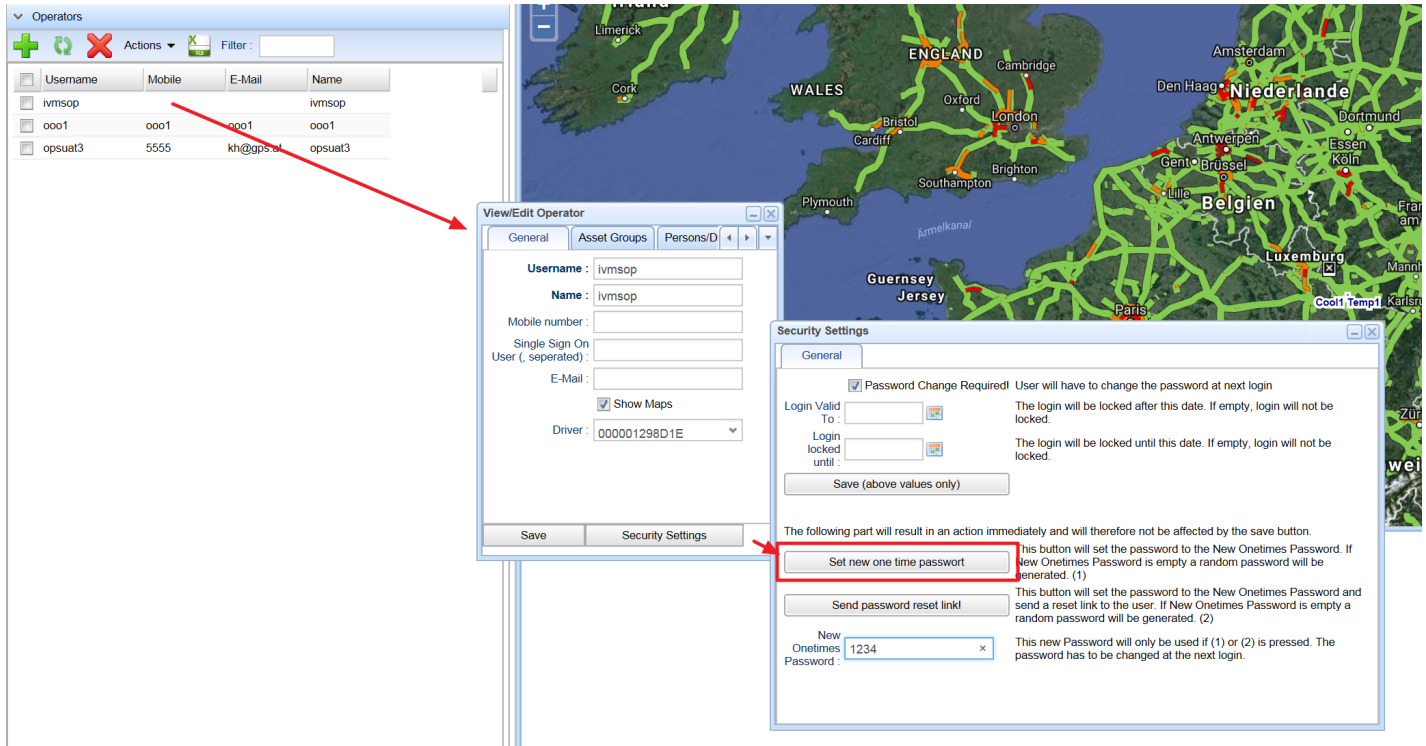 Operators
Actions
XLS
Filter :
Username Mobile E-Mail Name
ivmsop ivmsop
ooo1 ooo1 ooo1 ooo1
opsuat3 5555 opsuat3
Limerick
Cork
ENGLAND
Cambridge
WALES
Oxford
London
Bristol
Cardiff
Brighton
Southampton
Plymouth
Ärmelkanal
Guernsey
Jersey
Amsterdam
Den Haag
Niederlande
Dortmund
Antwerpen
Essen
Gent
Brüssel
Köln
Lille
Belgien
Luxemburg
Paris
Cool1 Temp1
View/Edit Operator
General Asset Groups Persons/D
Username : ivmsop
Name : ivmsop
Mobile number :
Single Sign On
User (, seperated) :
E-Mail :
Show Maps
Driver : 000001298D1E
Save Security Settings
Security Settings
General
Password Change Required! User will have to change the password at next login
Login Valid
To :
The login will be locked after this date. If empty, login will not be
locked.
Login
locked
until :
The login will be locked until this date. If empty, login will not be
locked.
Save (above values only)
The following part will result in an action immediately and will therefore not be affected by the save button.
Set new one time passwort
This button will set the password to the New Onetimes Password. If
New Onetimes Password is empty a random password will be
generated. (1)
Send password reset link!
This button will set the password to the New Onetimes Password and
send a reset link to the user. If New Onetimes Password is empty a
random password will be generated. (2)
New
Onetimes
Password :
1234
This new Password will only be used if (1) or (2) is pressed. The
password has to be changed at the next login.